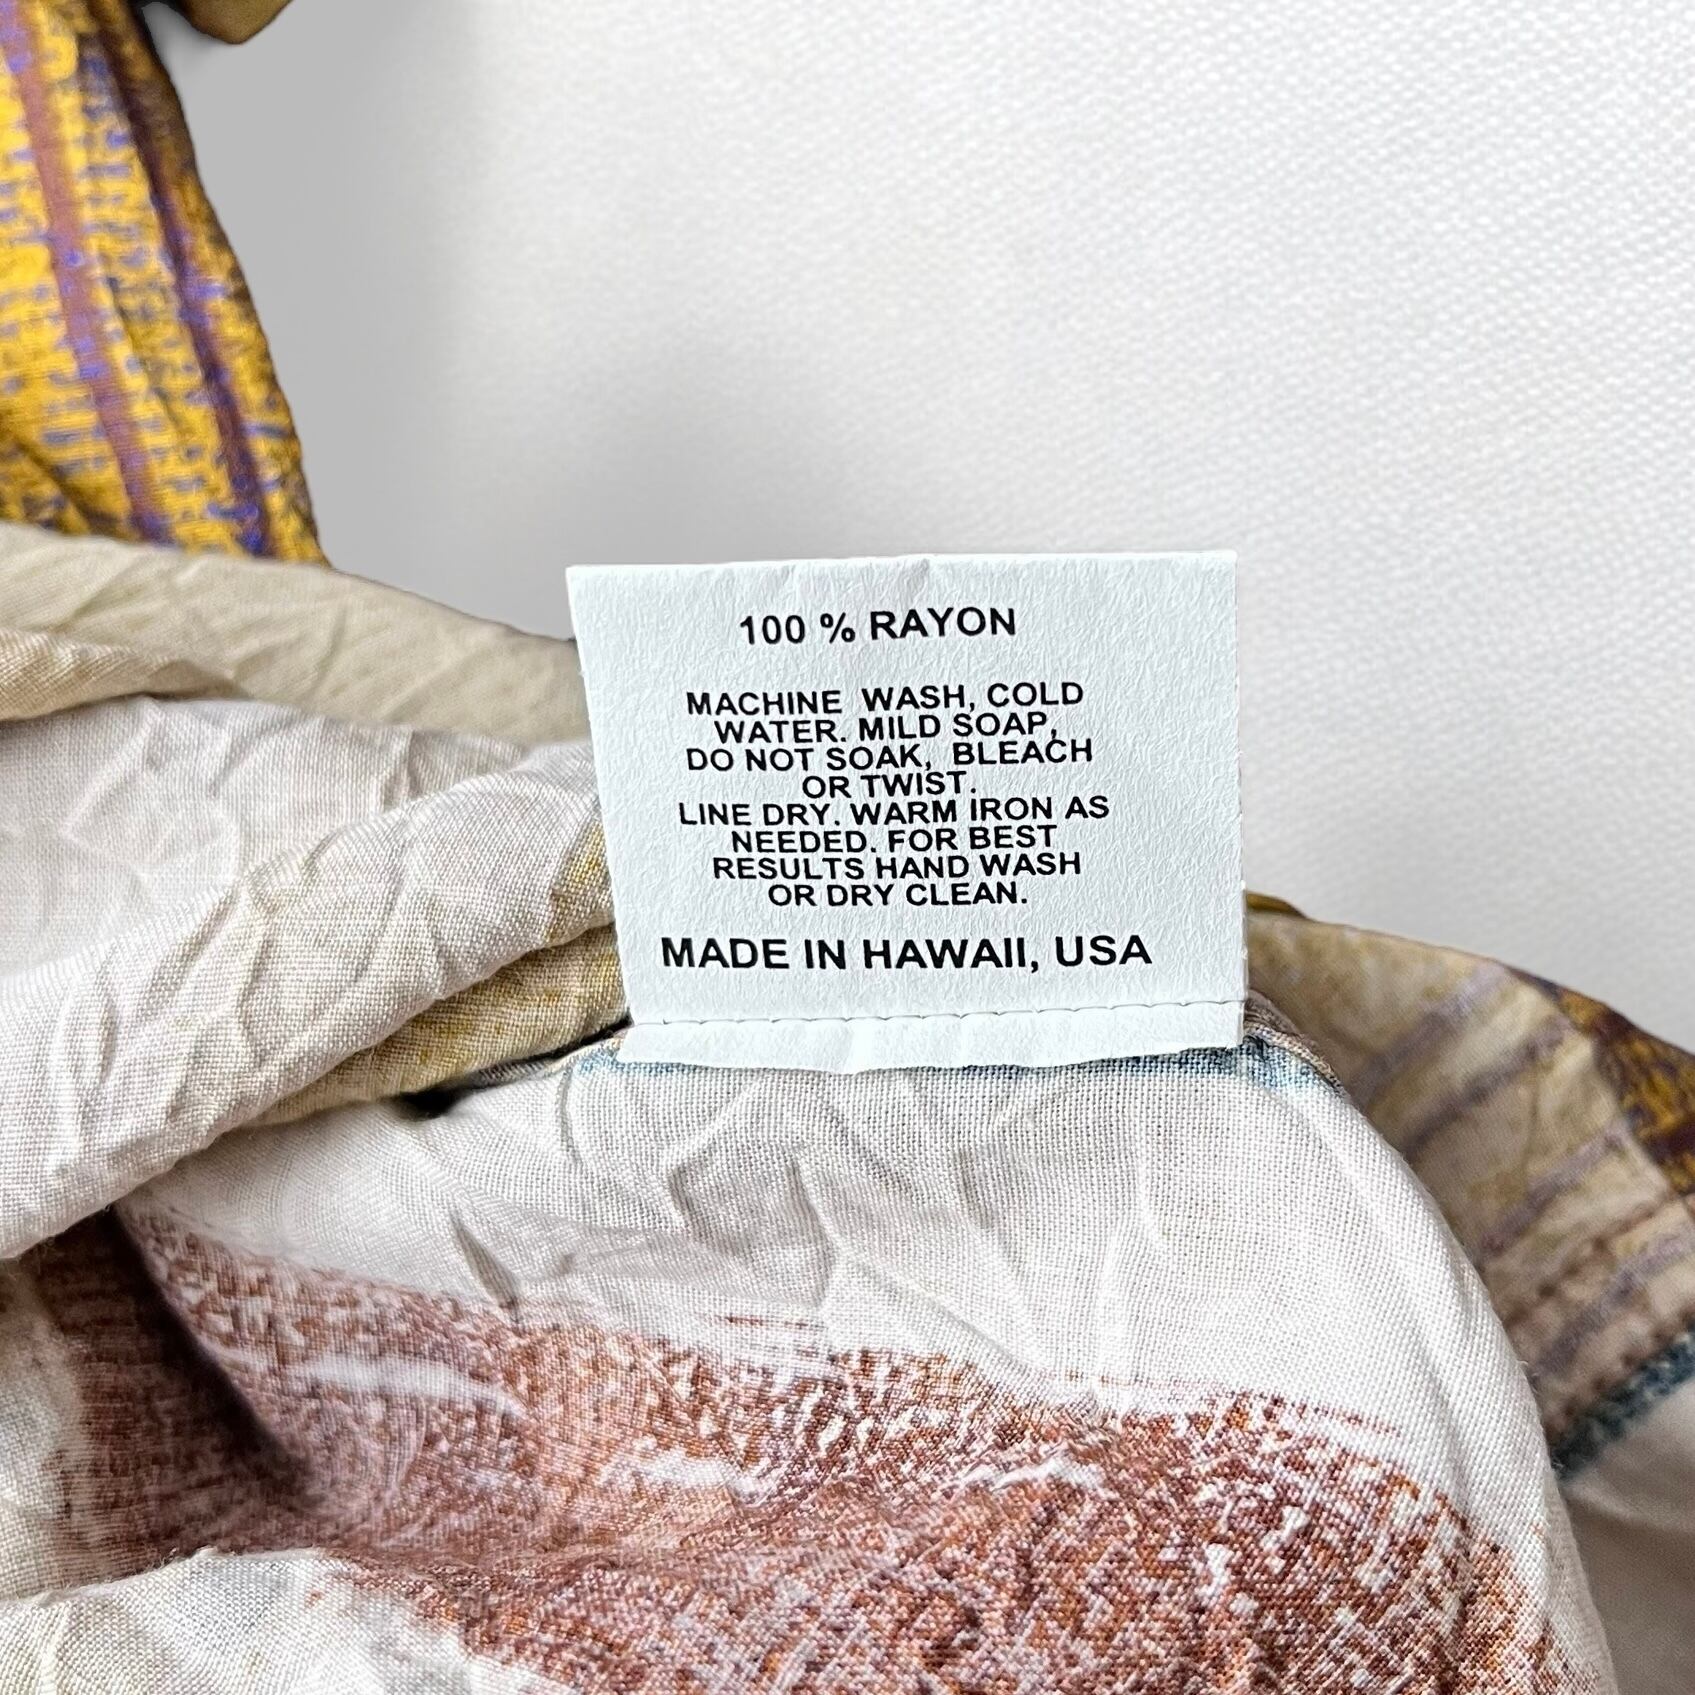 100 % RAYON
MACHINE WASH, COLD
WATER. MILD SOAP,
DO NOT SOAK, BLEACH
OR TWIST.
LINE DRY. WARM IRON AS
NEEDED. FOR BEST
RESULTS HAND WASH
OR DRY CLEAN.
MADE IN HAWAII, USA